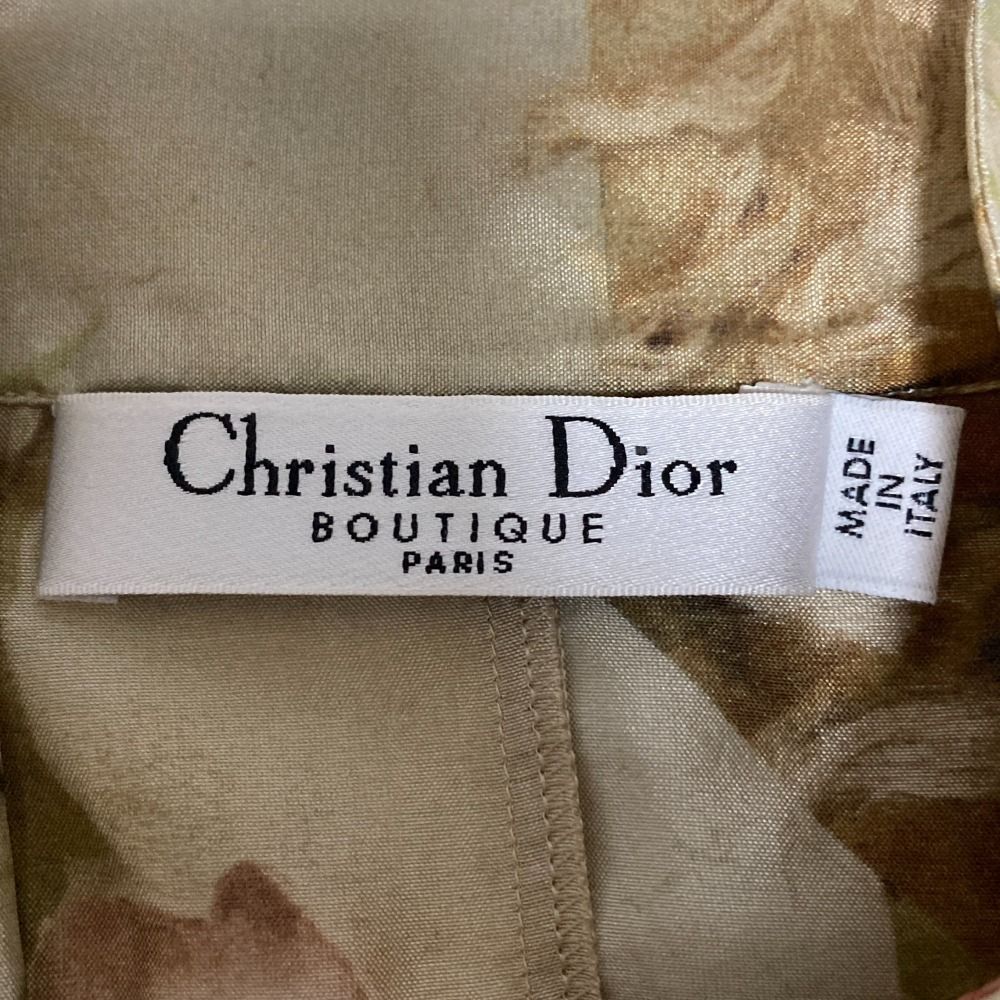 Christian Dior
BOUTIQUE
PARIS
MADE
IN
ITALY